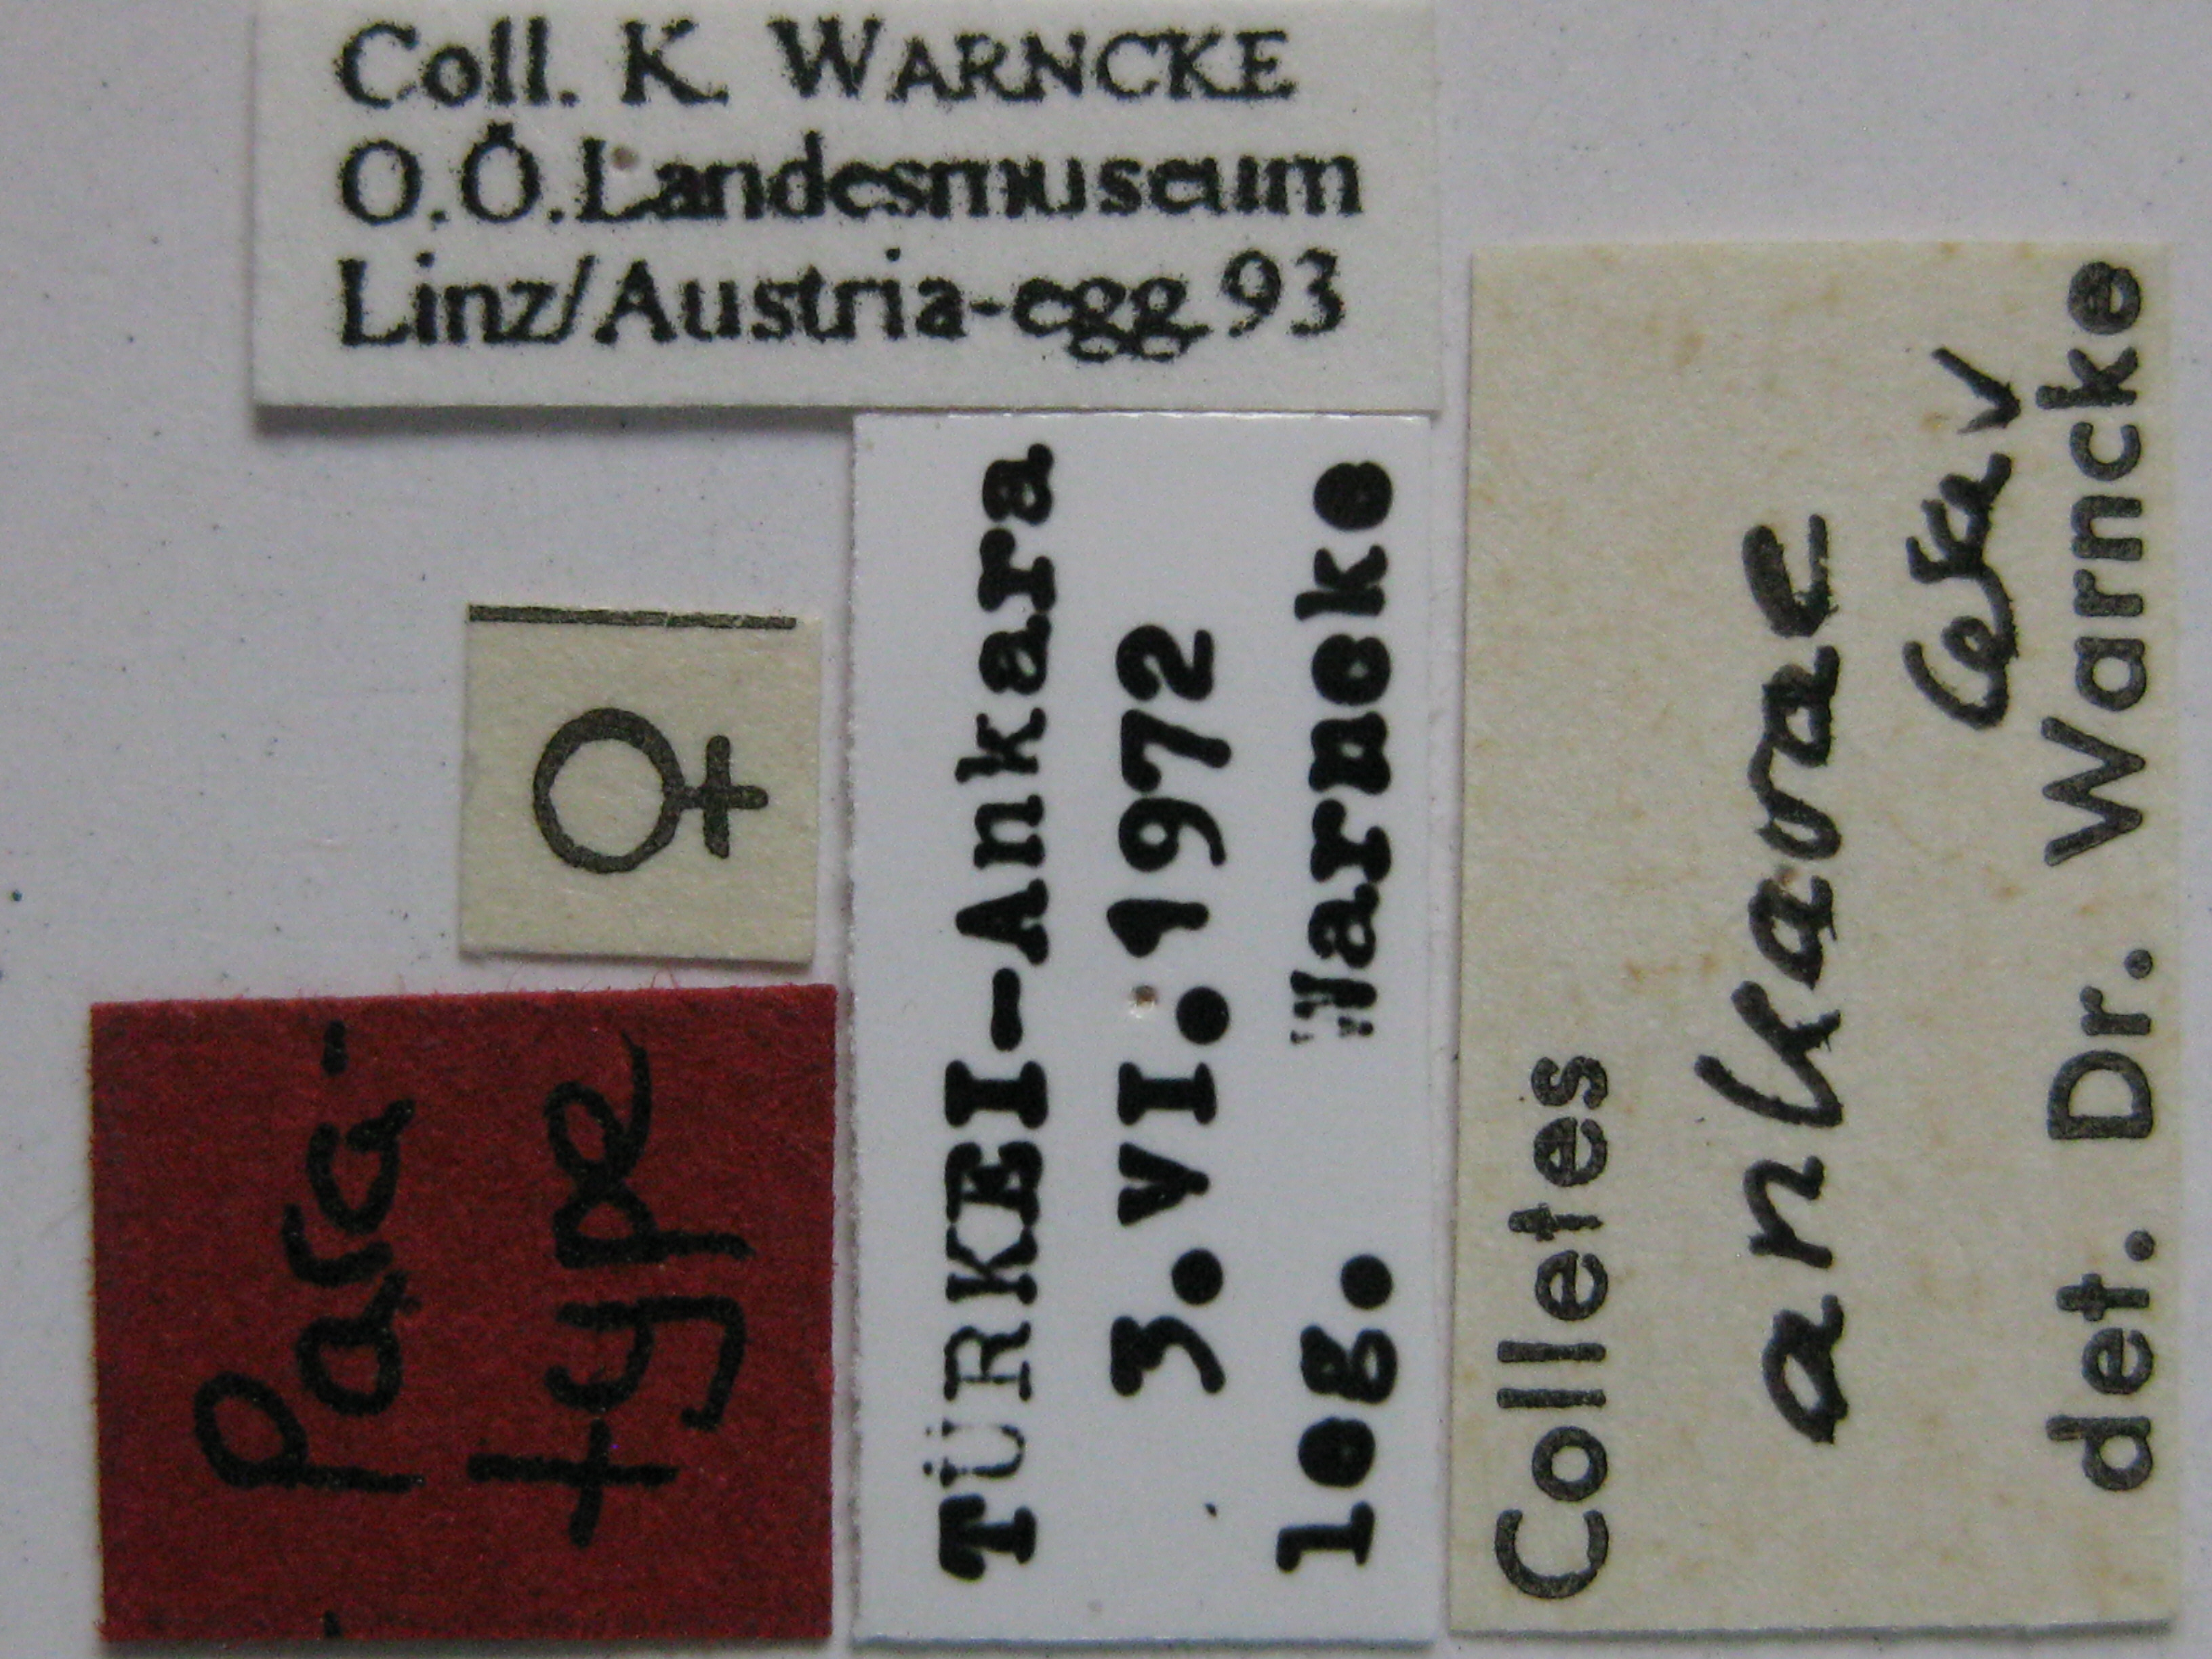 Coll. K. WARNCKE
O.Ö.Landesmuseum
Linz/Austria-egg.93
♀
Para-
type
TÜRKEI-Ankara
3.VI.1972
leg. Warncke
Colletes
ankarae
det. Dr. Warncke